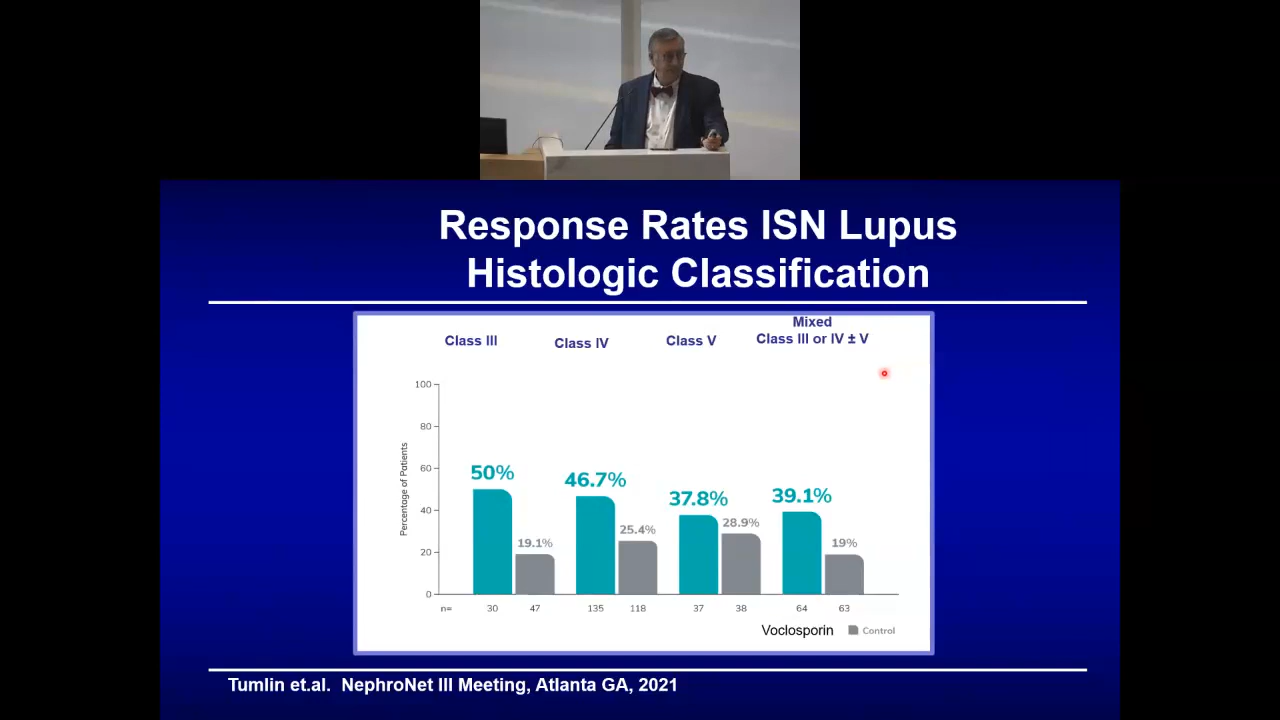 Response Rates ISN Lupus
Histologic Classification
Class III
Class IV
Class V
Mixed
Class III or IV ± V
Percentage of Patients
100
80
60
40
20
0
50%
19.1%
46.7%
25.4%
37.8%
28.9%
39.1%
19%
n= 30 47 135 118 37 38 64 63
Voclosporin Control
Tumlin et.al. NephroNet III Meeting, Atlanta GA, 2021